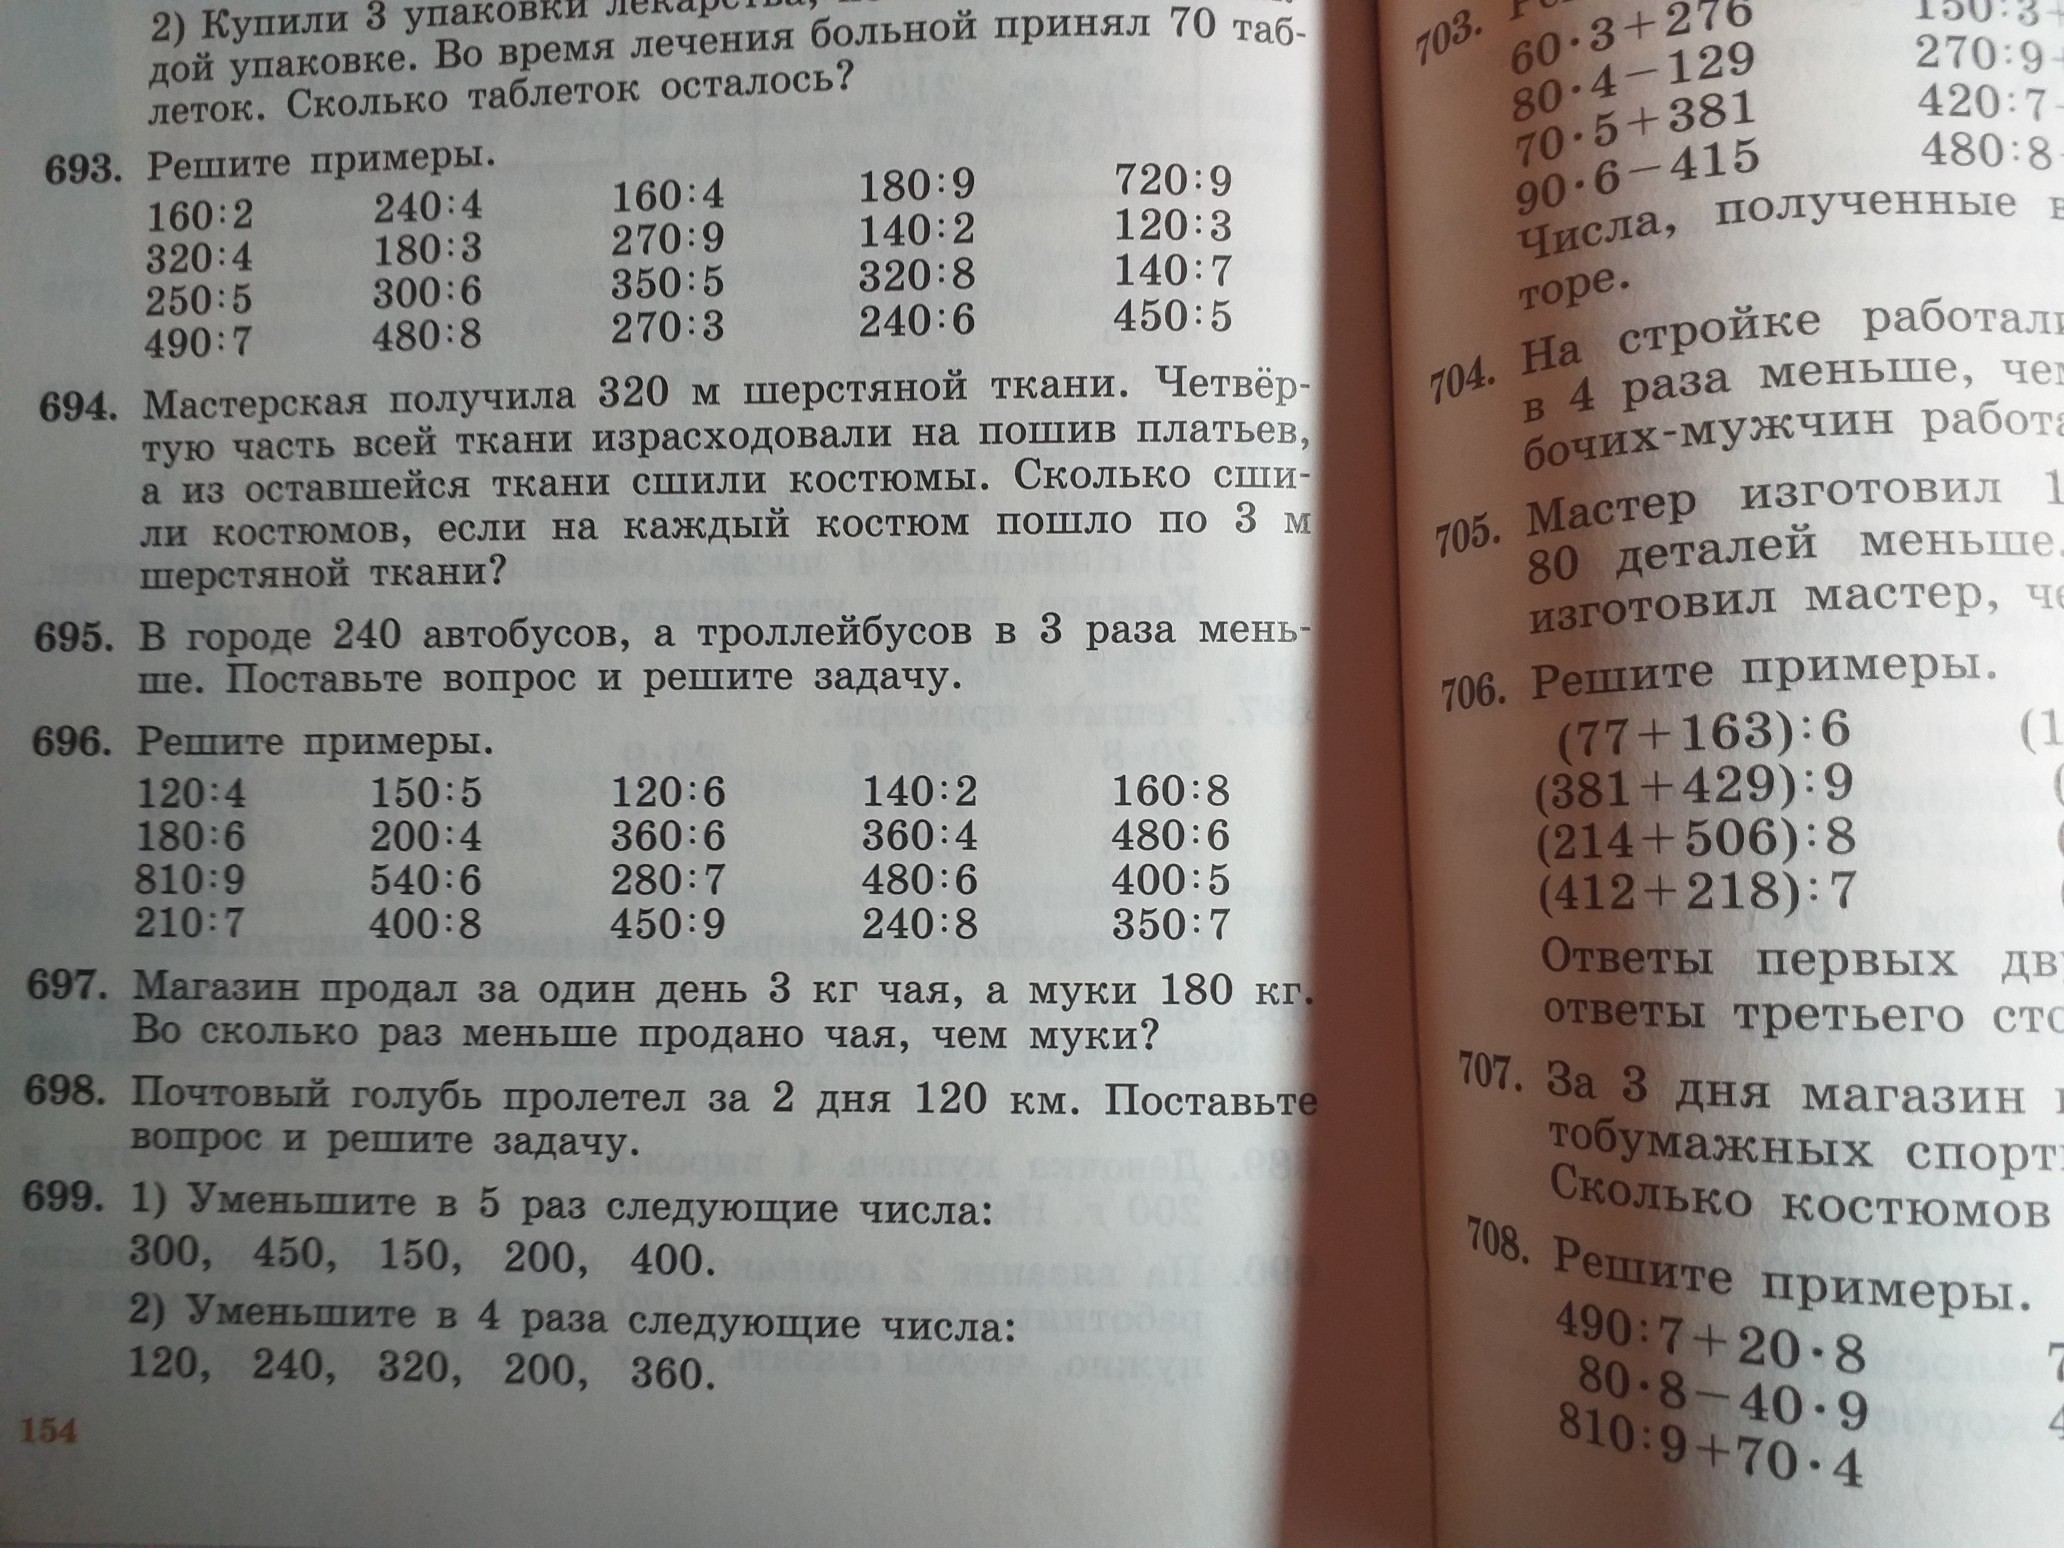 2) Купили 3 упаковки лекарства,
дой упаковке. Во время лечения больной принял 70 таб-
леток. Сколько таблеток осталось?
693. Решите примеры.
160:2 240:4 160:4 180:9 720:9
320:4 180:3 270:9 140:2 120:3
250:5 300:6 350:5 320:8 140:7
490:7 480:8 270:3 240:6 450:5
694. Мастерская получила 320 м шерстяной ткани. Четвёр-
тую часть всей ткани израсходовали на пошив платьев,
а из оставшейся ткани сшили костюмы. Сколько сши-
ли костюмов, если на каждый костюм пошло по 3 м
шерстяной ткани?
695. В городе 240 автобусов, а троллейбусов в 3 раза мень-
ше. Поставьте вопрос и решите задачу.
696. Решите примеры.
120:4 150:5 120:6 140:2 160:8
180:6 200:4 360:6 360:4 480:6
810:9 540:6 280:7 480:6 400:5
210:7 400:8 450:9 240:8 350:7
697. Магазин продал за один день 3 кг чая, а муки 180 кг.
Во сколько раз меньше продано чая, чем муки?
698. Почтовый голубь пролетел за 2 дня 120 км. Поставьте
вопрос и решите задачу.
699. 1) Уменьшите в 5 раз следующие числа:
300, 450, 150, 200, 400.
2) Уменьшите в 4 раза следующие числа:
120, 240, 320, 200, 360.
154
703.
60·3+276 150:3+
80·4−129 270:9
70·5+381 420:7
90·6−415 480:8
Числа, полученные в
торе.
704. На стройке работали
в 4 раза меньше, чем
бочих-мужчин работа
705. Мастер изготовил 1
80 деталей меньше.
изготовил мастер, че
706. Решите примеры.
(77+163):6 (1
(381+429):9 (
(214+506):8 (
(412+218):7 (
Ответы первых дв
ответы третьего сто
707. За 3 дня магазин
тобумажных спорт
Сколько костюмов
708. Решите примеры.
490:7+20·8 7
80·8−40·9 4
810:9+70·4